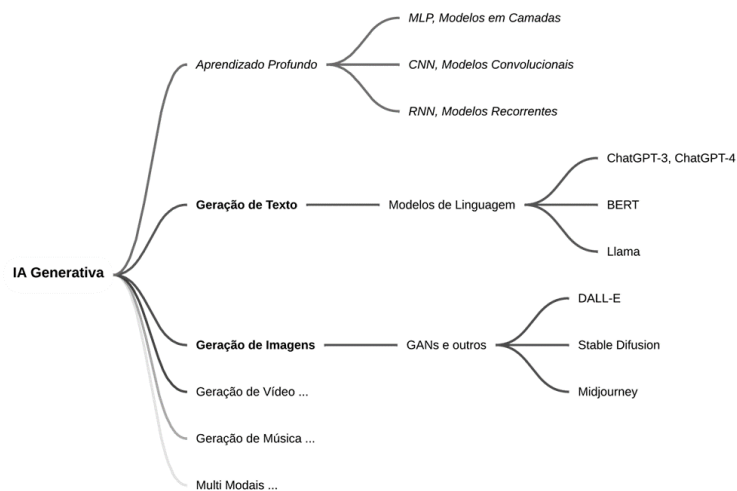 MLP, Modelos em Camadas
Aprendizado Profundo
CNN, Modelos Convolucionais
RNN, Modelos Recorrentes
ChatGPT-3, ChatGPT-4
Geração de Texto
Modelos de Linguagem
BERT
Llama
IA Generativa
DALL-E
Geração de Imagens
GANs e outros
Stable Difusion
Geração de Vídeo ...
Midjourney
Geração de Música ...
Multi Modais ...